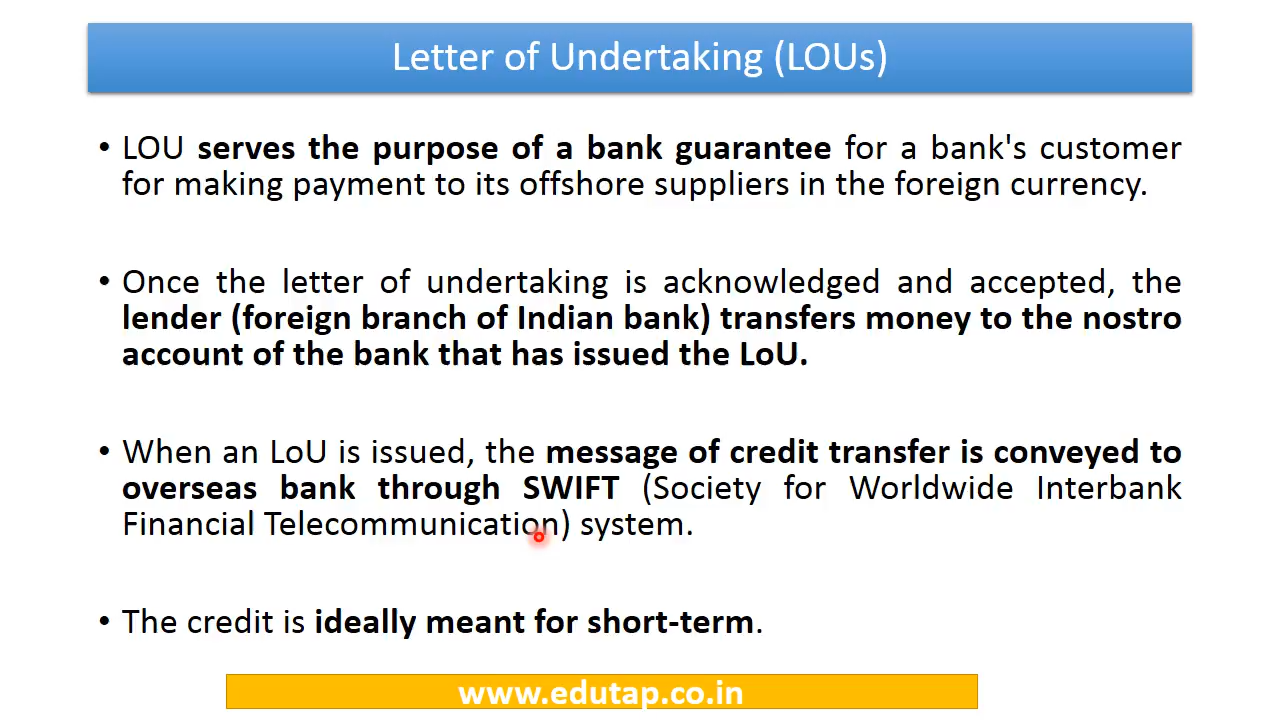 Letter of Undertaking (LOUs)
• LOU serves the purpose of a bank guarantee for a bank's customer
for making payment to its offshore suppliers in the foreign currency.
• Once the letter of undertaking is acknowledged and accepted, the
lender (foreign branch of Indian bank) transfers money to the nostro
account of the bank that has issued the LoU.
• When an LoU is issued, the message of credit transfer is conveyed to
overseas bank through SWIFT (Society for Worldwide Interbank
Financial Telecommunication) system.
• The credit is ideally meant for short-term.
www.edutap.co.in